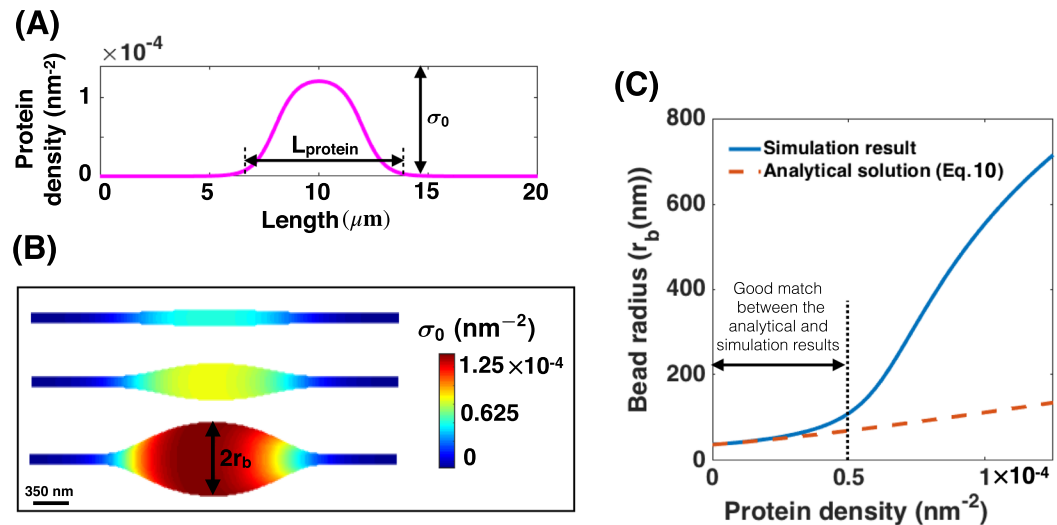 (A)
×10⁻⁴
Protein
density (nm⁻²)
1
0
σ₀
Lprotein
0 5 10 15 20
Length(μm)
(B)
σ₀ (nm⁻²)
1.25×10⁻⁴
0.625
0
2rb
350 nm
(C)
Bead radius (r_b(nm))
800
600
400
200
0
Simulation result
Analytical solution (Eq.10)
Good match
between the
analytical and
simulation results
0 0.5 1×10⁻⁴
Protein density (nm⁻²)